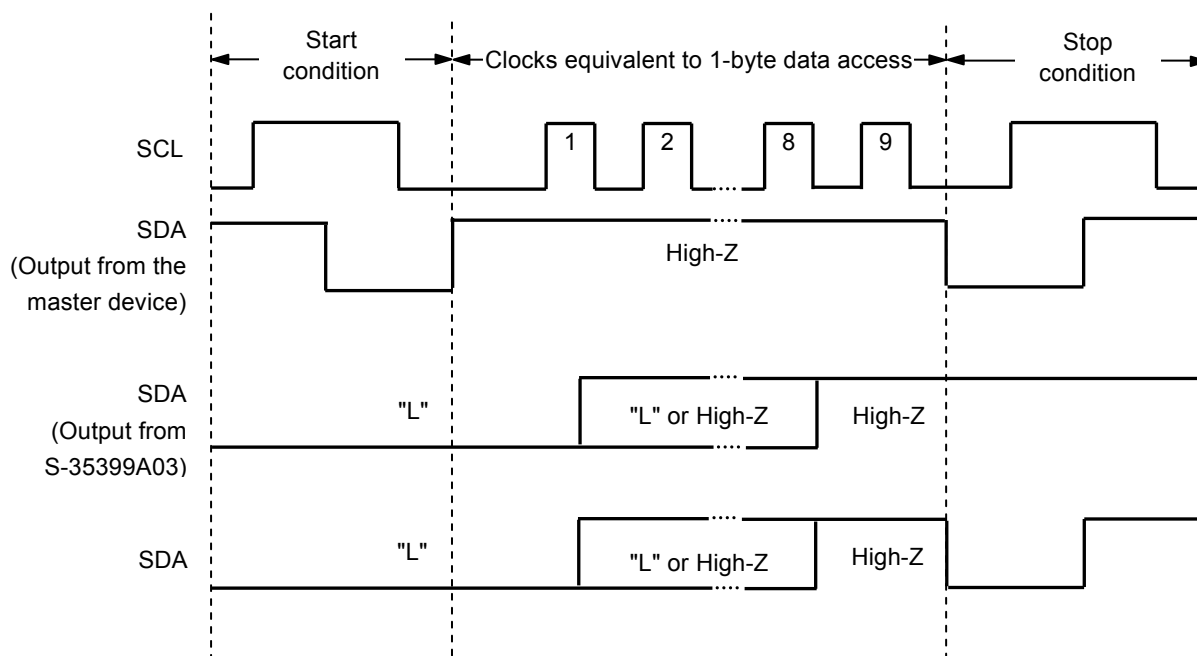 Start
condition
Clocks equivalent to 1-byte data access
Stop
condition
SCL
1
2
8
9
SDA
(Output from the
master device)
High-Z
SDA
(Output from
S-35399A03)
"L"
"L" or High-Z
High-Z
SDA
"L"
"L" or High-Z
High-Z